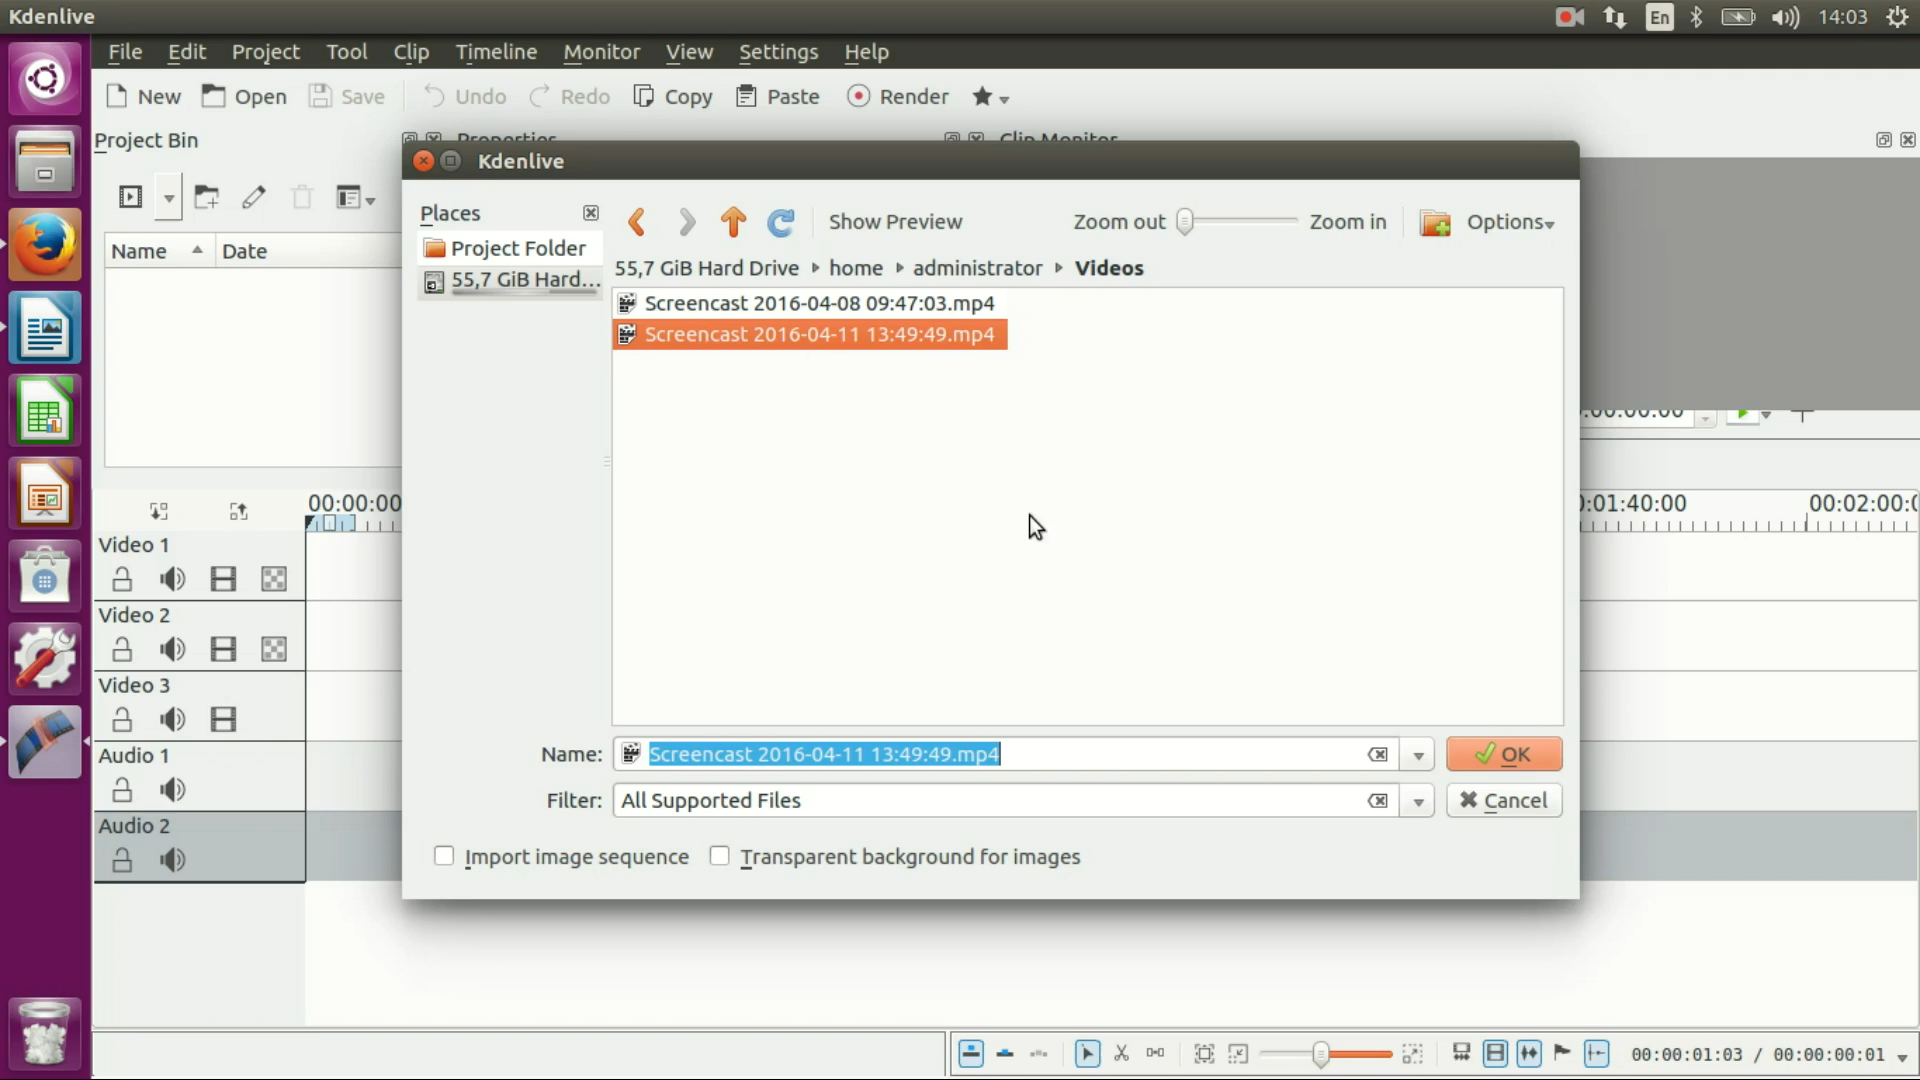 Kdenlive
En
14:03
File Edit Project Tool Clip Timeline Monitor View Settings Help
New Open Save Undo Redo Copy Paste Render
Project Bin
Properties
Clip Monitor
Kdenlive
Places
Show Preview
Zoom out
Zoom in
Options
Name Date
Project Folder
55,7 GiB Hard...
55,7 GiB Hard Drive home administrator Videos
Screencast 2016-04-08 09:47:03.mp4
Screencast 2016-04-11 13:49:49.mp4
00:00:00
:01:40:00
00:02:00:
Video 1
Video 2
Video 3
Audio 1
Audio 2
Name: Screencast 2016-04-11 13:49:49.mp4 OK
Filter: All Supported Files Cancel
Import image sequence Transparent background for images
00:00:01:03 / 00:00:00:01